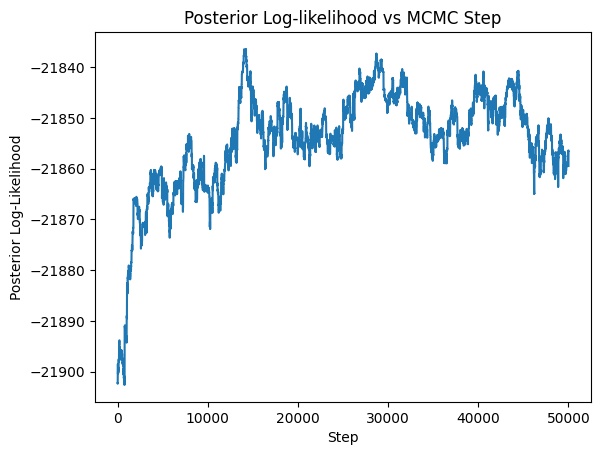 Posterior Log-likelihood vs MCMC Step
Posterior Log-Likelihood
−21840
−21850
−21860
−21870
−21880
−21890
−21900
0 10000 20000 30000 40000 50000
Step